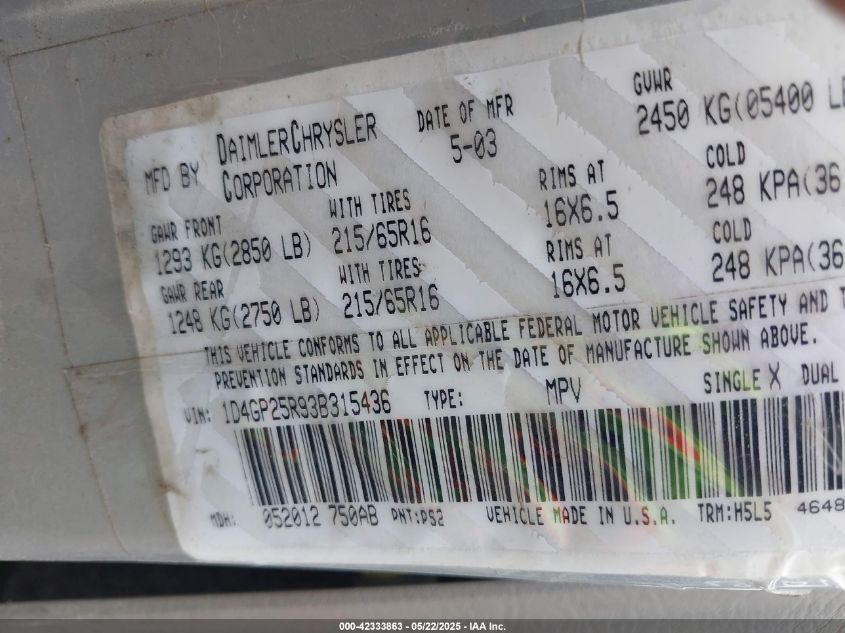 MFD BY DAIMLERCHRYSLER CORPORATION DATE OF MFR 5-03 GVWR 2450 KG(05400 LB
GAWR FRONT WITH TIRES RIMS AT COLD
1293 KG(2850 LB) 215/65R16 16X6.5 248 KPA(36
GAWR REAR WITH TIRES RIMS AT COLD
1248 KG(2750 LB) 215/65R16 16X6.5 248 KPA(36
THIS VEHICLE CONFORMS TO ALL APPLICABLE FEDERAL MOTOR VEHICLE SAFETY AND T
PREVENTION STANDARDS IN EFFECT ON THE DATE OF MANUFACTURE SHOWN ABOVE.
VIN: 1D4GP25R93B315436 TYPE: MPV SINGLE X DUAL
MDH: 052012 750AB PNT:PS2 VEHICLE MADE IN U.S.A. TRM:H5L5 4648
000-42333863 - 05/22/2025 - IAA Inc.